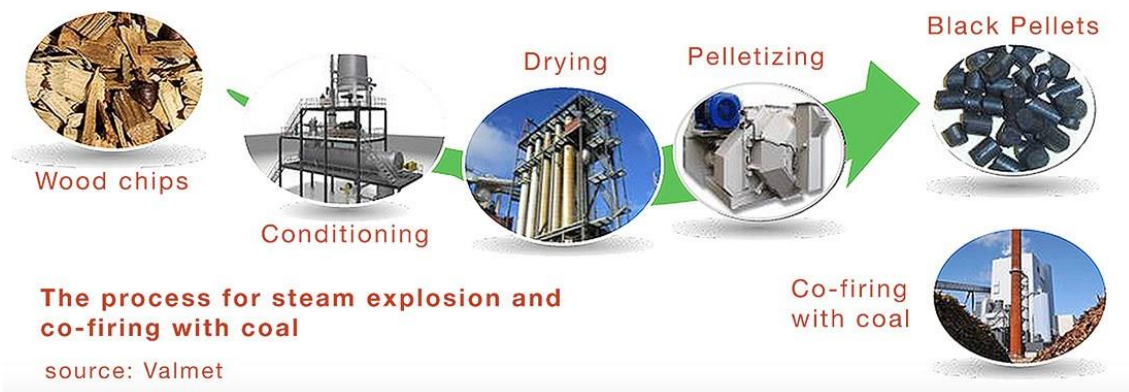 Wood chips
Conditioning
Drying
Pelletizing
Black Pellets
Co-firing
with coal
The process for steam explosion and
co-firing with coal
source: Valmet